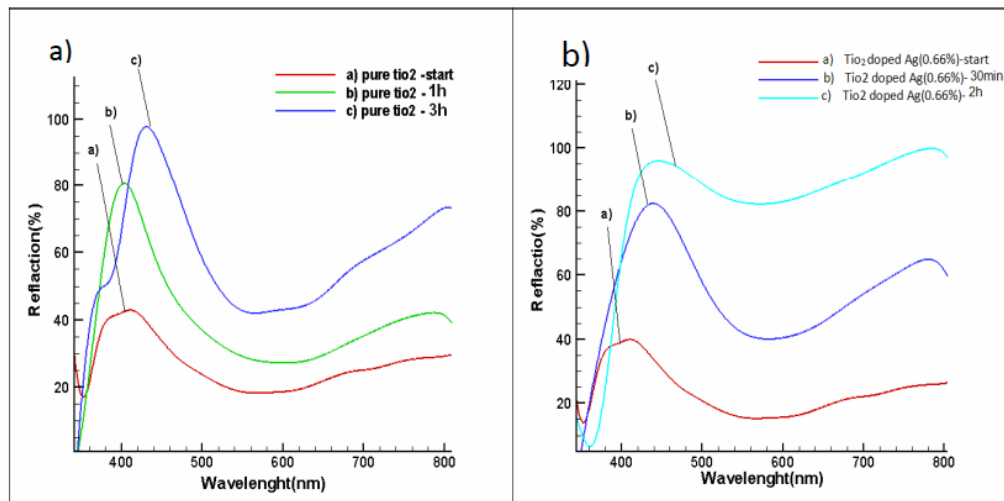 a)
c)
a) pure tio2 -start
b) pure tio2 - 1h
c) pure tio2 - 3h
b)
a)
100
80
60
40
20
Reflaction(%)
400
500
600
700
800
Wavelenght(nm)
b)
c)
a) Tio₂ doped Ag(0.66%)-start
b) Tio2 doped Ag(0.66%)- 30min
c) Tio2 doped Ag(0.66%)- 2h
b)
a)
120
100
80
60
40
20
0
Reflactio(%)
400
500
600
700
800
Wavelenght(nm)